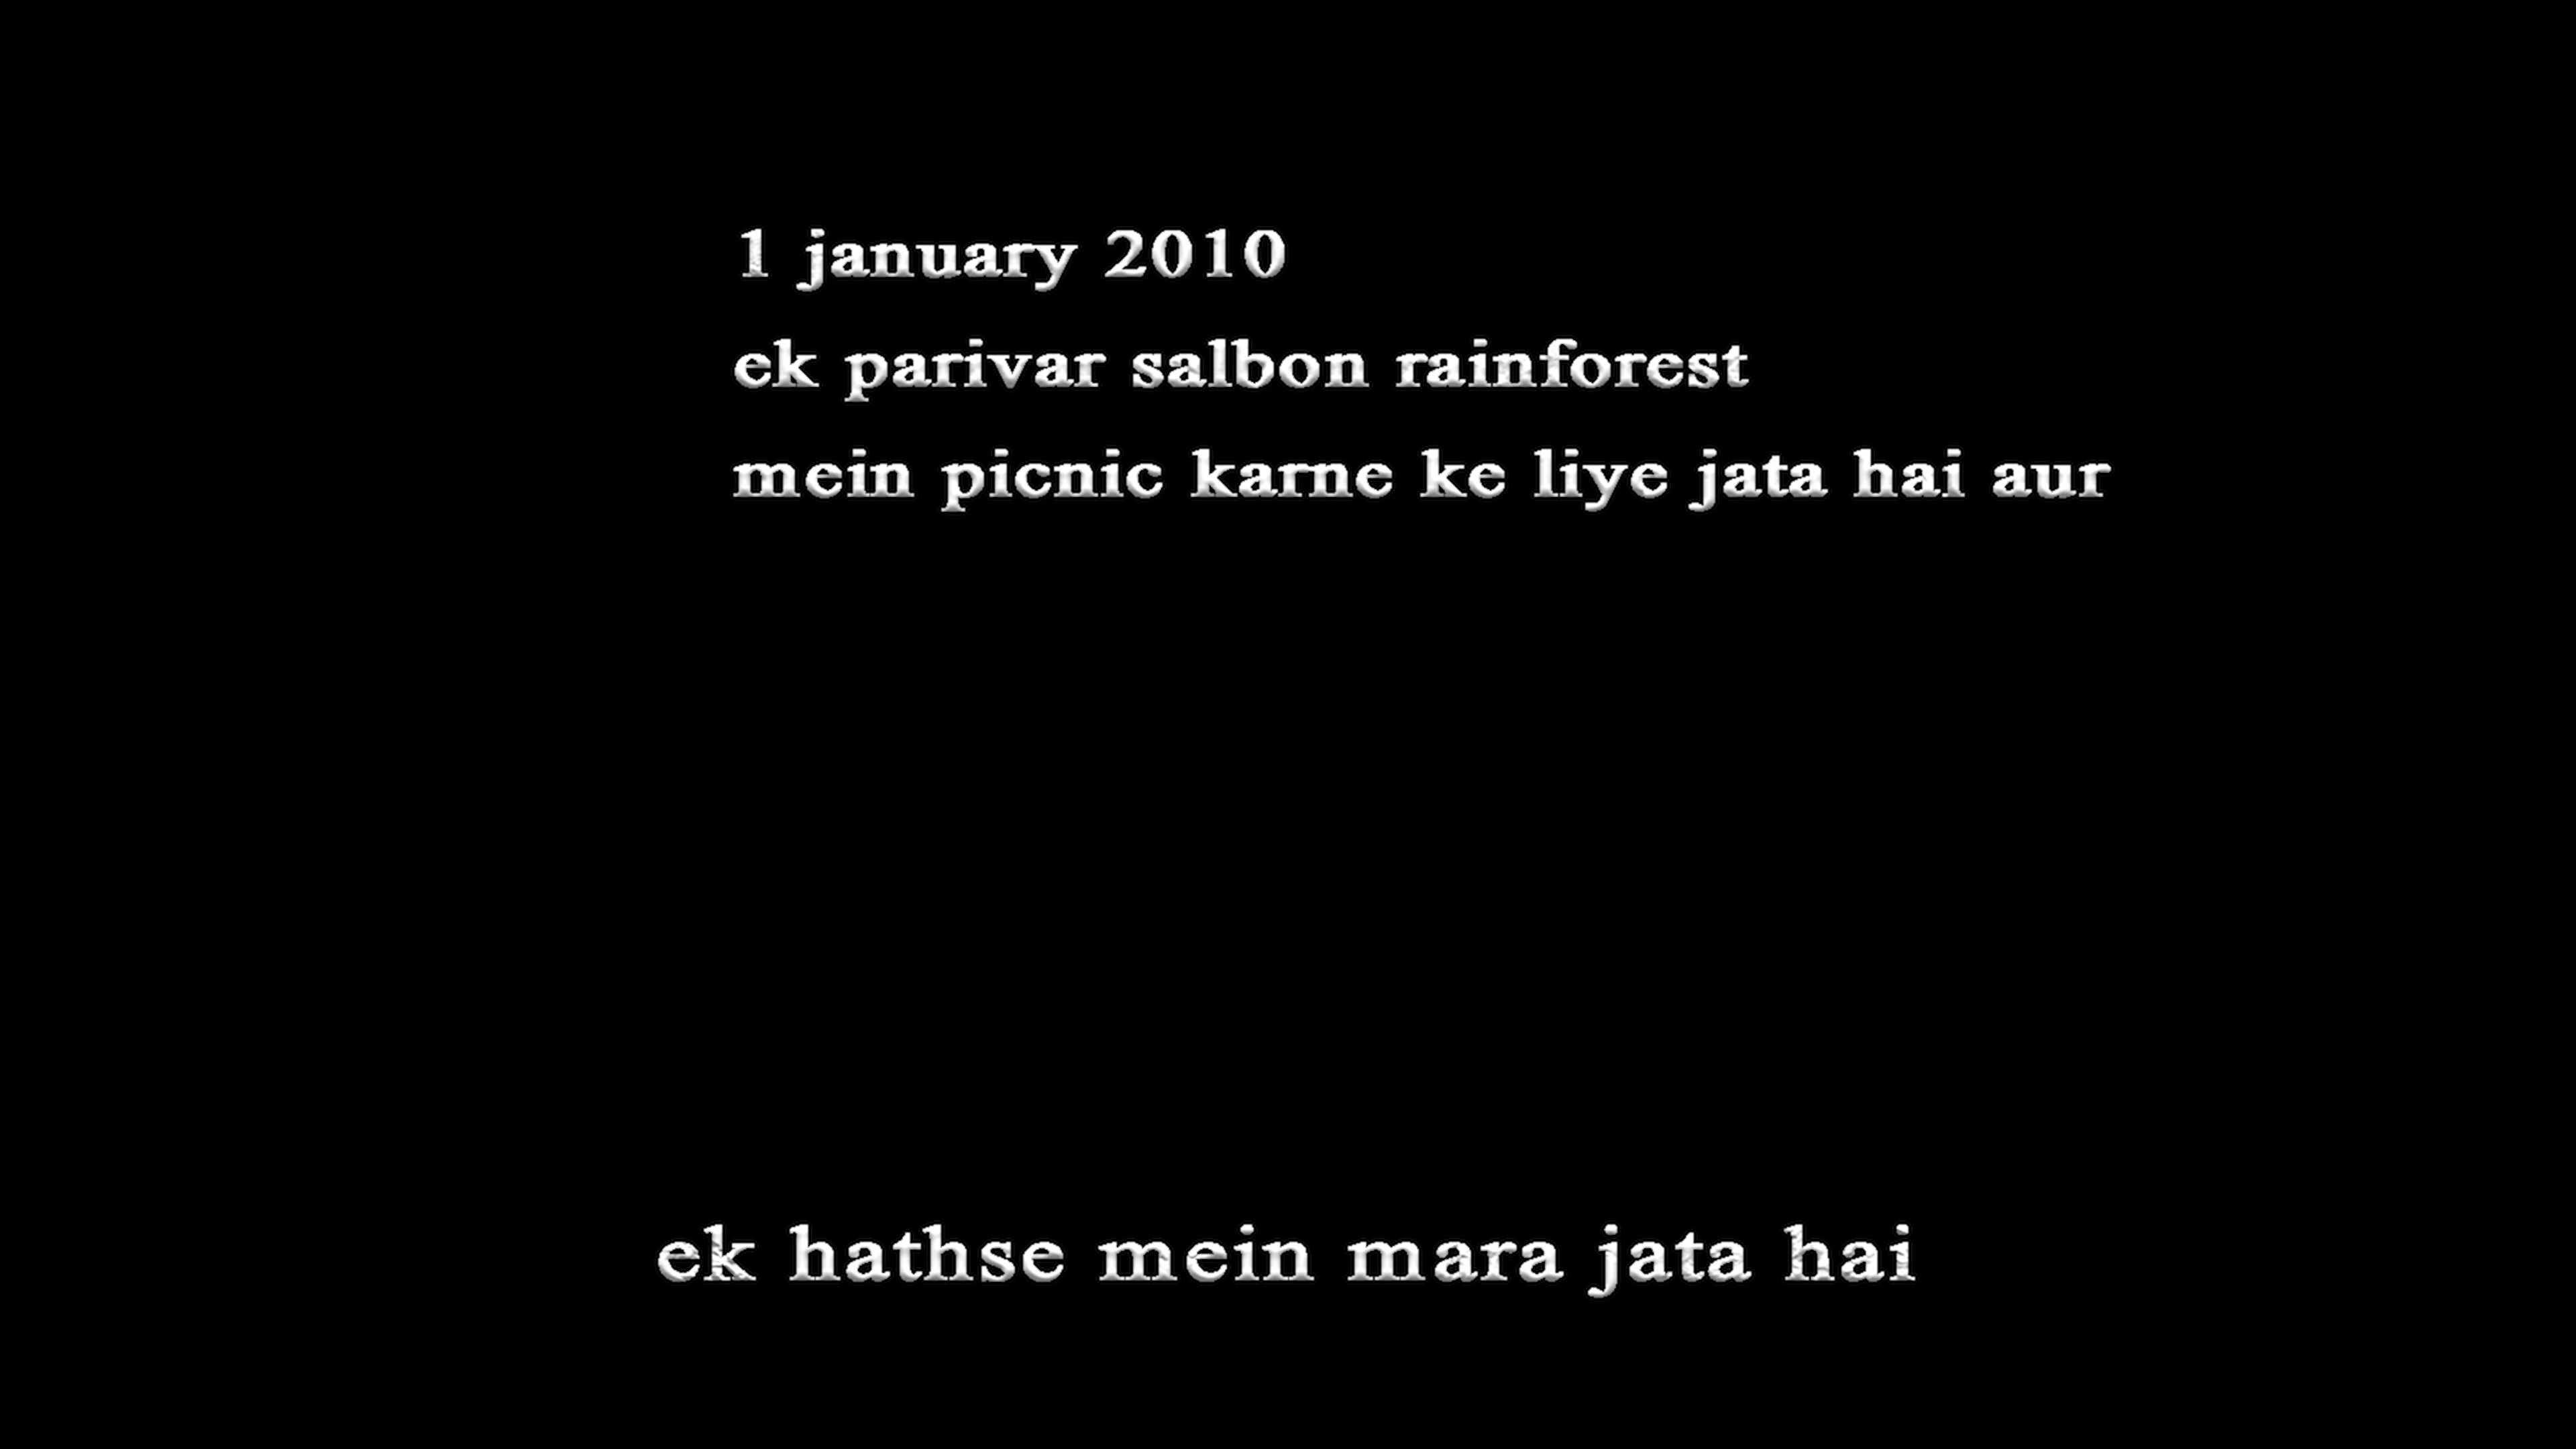 1 january 2010
ek parivar salbon rainforest
mein picnic karne ke liye jata hai aur
ek hathse mein mara jata hai